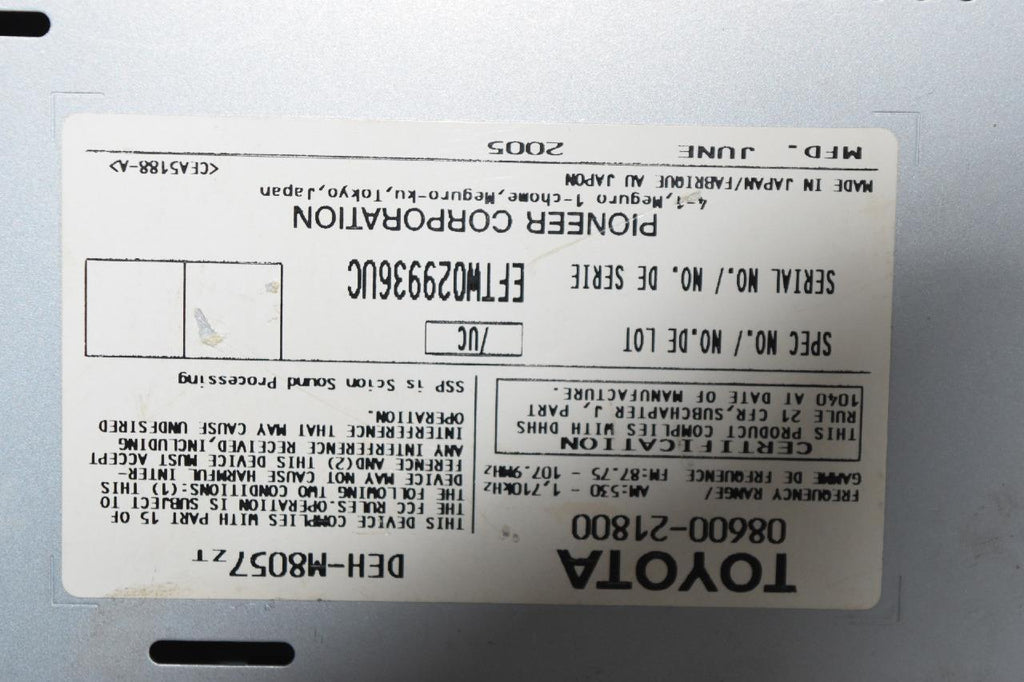 TOYOTA
08600-21800
DEH-M8057ZT
FREQUENCY RANGE/ AM:530 - 1,710kHz
GAMME DE FREQUENCE FM:87.75 - 107.9MHz
CERTIFICATION
THIS PRODUCT COMPLIES WITH DHHS
RULE 21 CFR,SUBCHAPTER J, PART
1040 AT DATE OF MANUFACTURE.
THIS DEVICE COMPLIES WITH PART 15 OF
THE FCC RULES.OPERATION IS SUBJECT TO
THE FOLLOWING TWO CONDITIONS:(1) THIS
DEVICE MAY NOT CAUSE HARMFUL INTER-
FERENCE AND(2) THIS DEVICE MUST ACCEPT
ANY INTERFERENCE RECEIVED,INCLUDING
INTERFERENCE THAT MAY CAUSE UNDESIRED
OPERATION.
SSP is Scion Sound Processing
SPEC NO./ NO.DE LOT /UC
SERIAL NO./ NO. DE SERIE EFTW029936UC
PIONEER CORPORATION
4-1,Meguro 1-chome,Meguro-ku,Tokyo,Japan
MADE IN JAPAN/FABRIQUE AU JAPON <CFA5188-A>
MFD. JUNE 2005